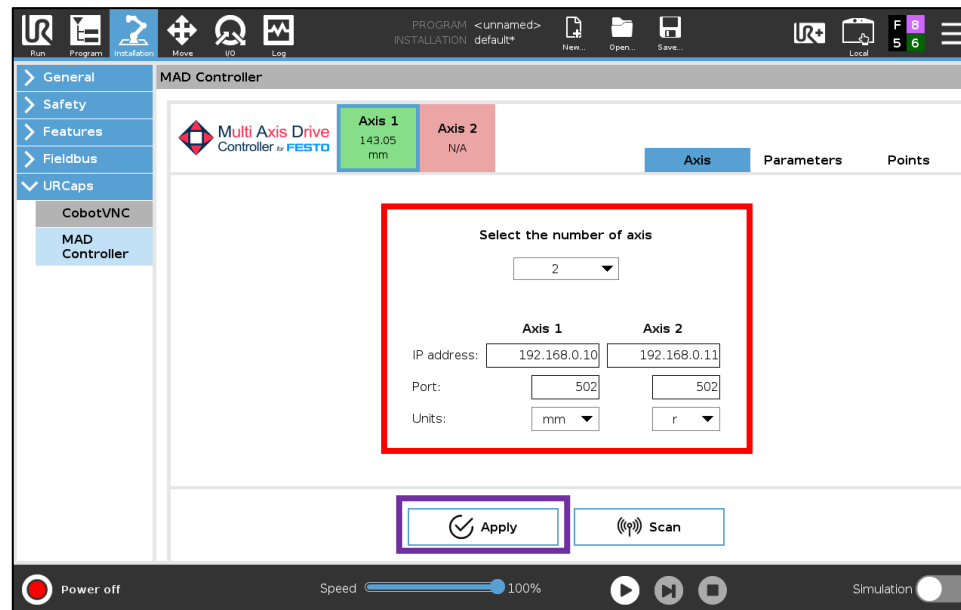 PROGRAM <unnamed>
INSTALLATION default*
Run Program Installation Move I/O Log New... Open... Save... UR+ Local F 8 5 6
General
MAD Controller
Safety
Features
Fieldbus
URCaps
CobotVNC
MAD
Controller
Multi Axis Drive
Controller for FESTO
Axis 1
143.05
mm
Axis 2
N/A
Axis Parameters Points
Select the number of axis
2
Axis 1 Axis 2
IP address: 192.168.0.10 192.168.0.11
Port: 502 502
Units: mm r
Apply Scan
Power off Speed 100% Simulation